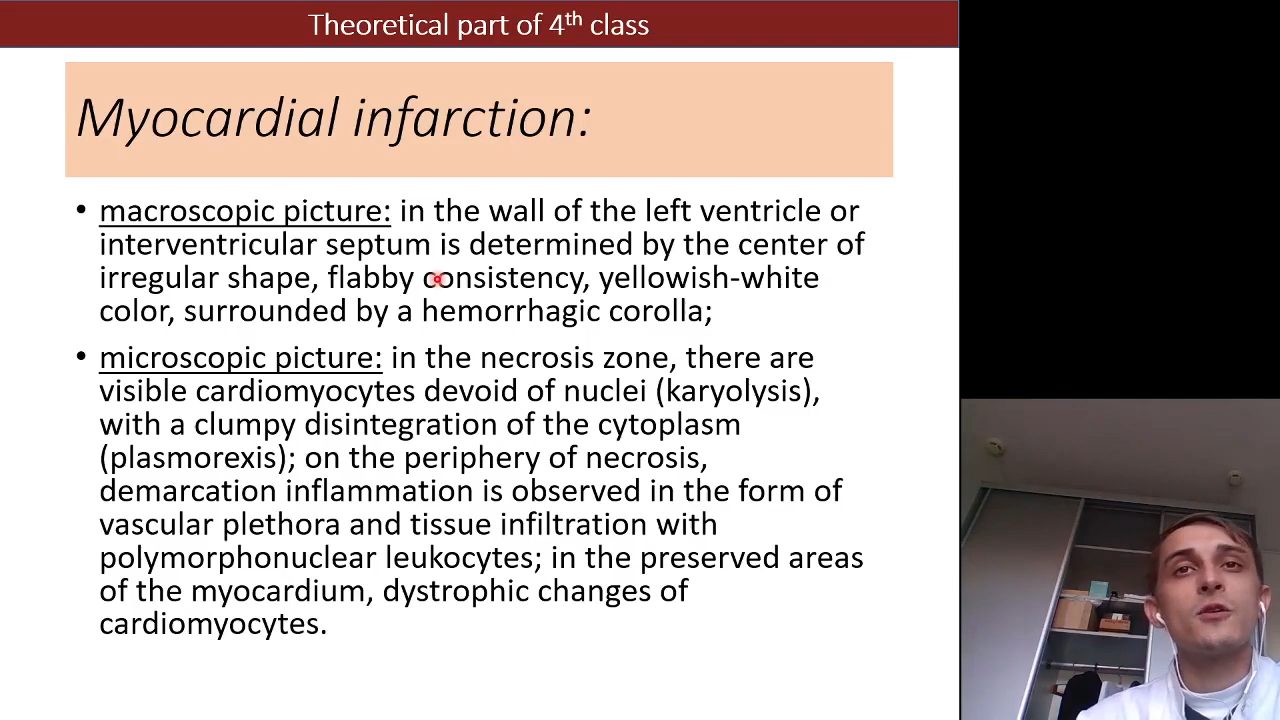 Theoretical part of 4th class
Myocardial infarction:
• macroscopic picture: in the wall of the left ventricle or
interventricular septum is determined by the center of
irregular shape, flabby consistency, yellowish-white
color, surrounded by a hemorrhagic corolla;
• microscopic picture: in the necrosis zone, there are
visible cardiomyocytes devoid of nuclei (karyolysis),
with a clumpy disintegration of the cytoplasm
(plasmorexis); on the periphery of necrosis,
demarcation inflammation is observed in the form of
vascular plethora and tissue infiltration with
polymorphonuclear leukocytes; in the preserved areas
of the myocardium, dystrophic changes of
cardiomyocytes.